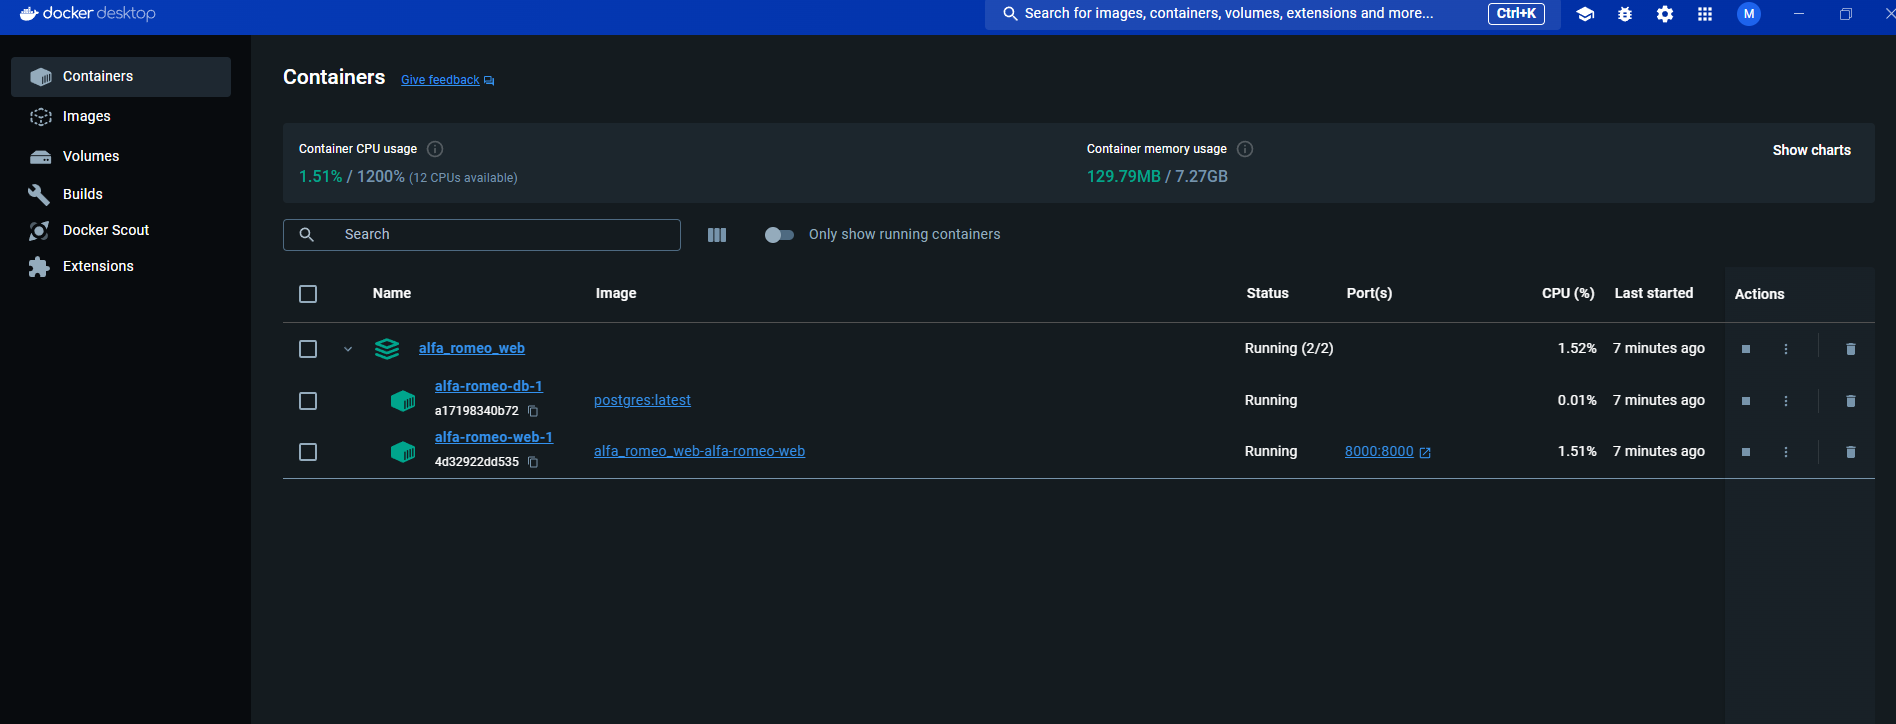 docker desktop
Search for images, containers, volumes, extensions and more...
Ctrl+K
M
Containers
Images
Volumes
Builds
Docker Scout
Extensions
Containers Give feedback
Container CPU usage
1.51% / 1200% (12 CPUs available)
Container memory usage
129.79MB / 7.27GB
Show charts
Search
Only show running containers
Name Image Status Port(s) CPU (%) Last started Actions
alfa_romeo_web Running (2/2) 1.52% 7 minutes ago
alfa-romeo-db-1
a17198340b72
postgres:latest Running 0.01% 7 minutes ago
alfa-romeo-web-1
4d32922dd535
alfa_romeo_web-alfa-romeo-web Running 8000:8000 1.51% 7 minutes ago